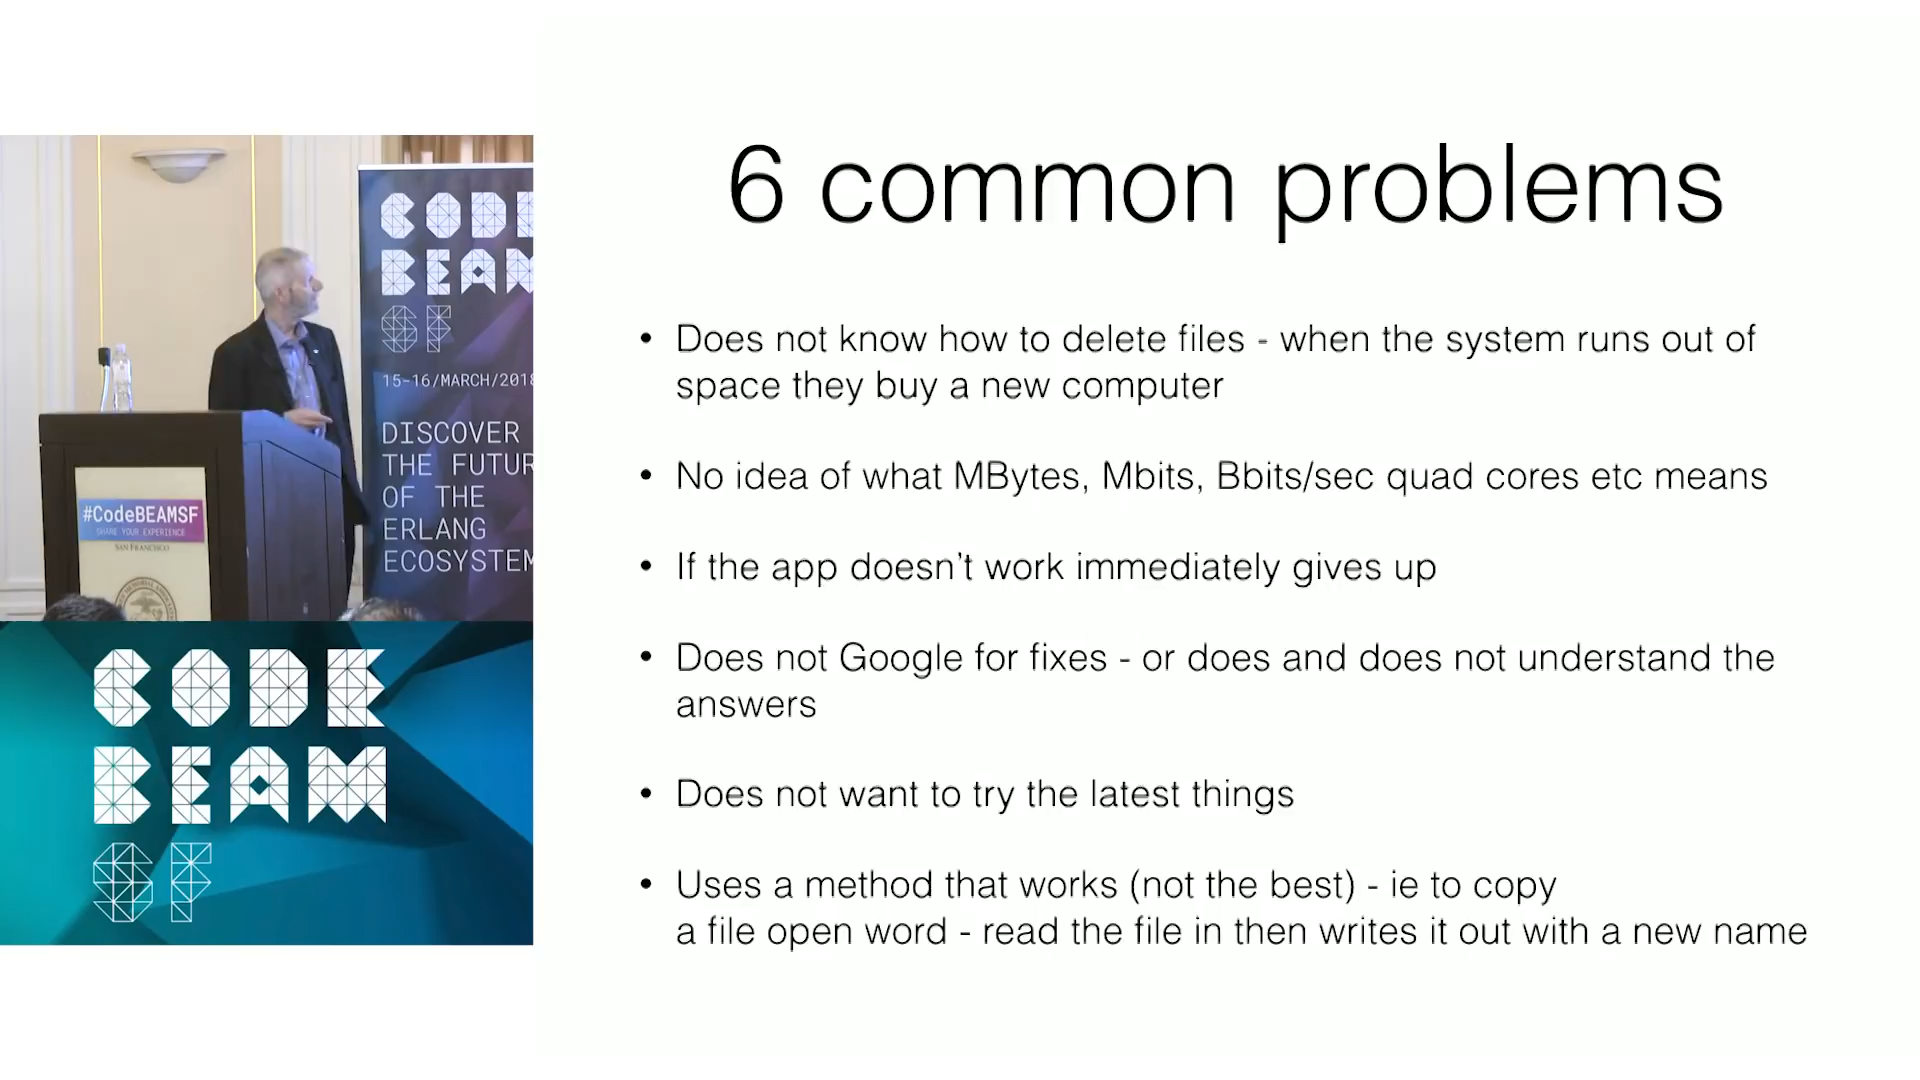 CODE
BEAM
SF
15-16/MARCH/2018
DISCOVER
THE FUTUR
OF THE
ERLANG
ECOSYSTEM
#CodeBEAMSF
SHARE YOUR EXPERIENCE
SAN FRANCISCO
CODE
BEAM
SF
6 common problems
• Does not know how to delete files - when the system runs out of
space they buy a new computer
• No idea of what MBytes, Mbits, Bbits/sec quad cores etc means
• If the app doesn't work immediately gives up
• Does not Google for fixes - or does and does not understand the
answers
• Does not want to try the latest things
• Uses a method that works (not the best) - ie to copy
a file open word - read the file in then writes it out with a new name